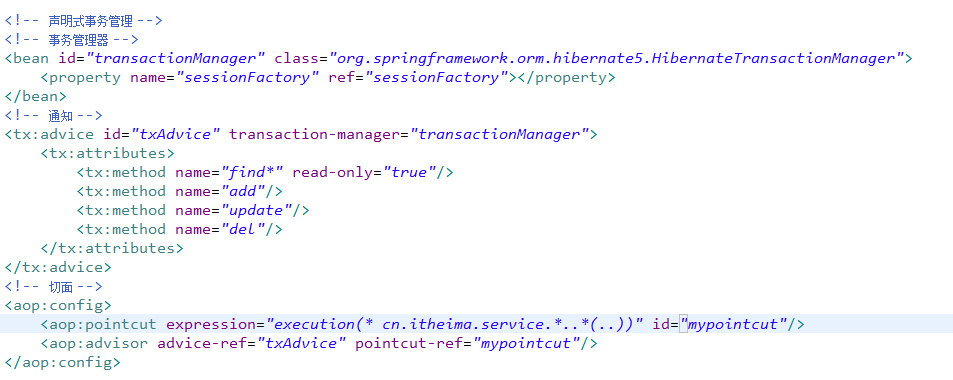 <!-- 声明式事务管理 -->
<!-- 事务管理器 -->
<bean id="transactionManager" class="org.springframework.orm.hibernate5.HibernateTransactionManager">
    <property name="sessionFactory" ref="sessionFactory"></property>
</bean>
<!-- 通知 -->
<tx:advice id="txAdvice" transaction-manager="transactionManager">
    <tx:attributes>
        <tx:method name="find*" read-only="true"/>
        <tx:method name="add"/>
        <tx:method name="update"/>
        <tx:method name="del"/>
    </tx:attributes>
</tx:advice>
<!-- 切面 -->
<aop:config>
    <aop:pointcut expression="execution(* cn.itheima.service.*..*(..))" id="mypointcut"/>
    <aop:advisor advice-ref="txAdvice" pointcut-ref="mypointcut"/>
</aop:config>